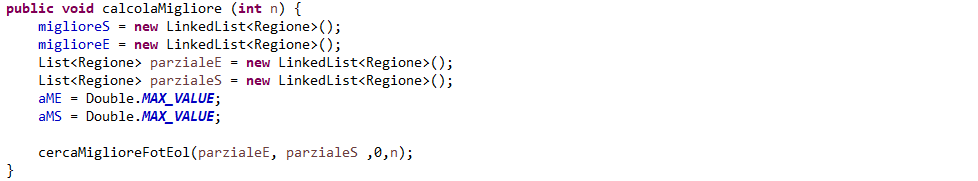 public void calcolaMigliore (int n) {
miglioreS = new LinkedList<Regione>();
miglioreE = new LinkedList<Regione>();
List<Regione> parzialeE = new LinkedList<Regione>();
List<Regione> parzialeS = new LinkedList<Regione>();
aME = Double.MAX_VALUE;
aMS = Double.MAX_VALUE;
cercaMiglioreFotEol(parzialeE, parzialeS ,0,n);
}